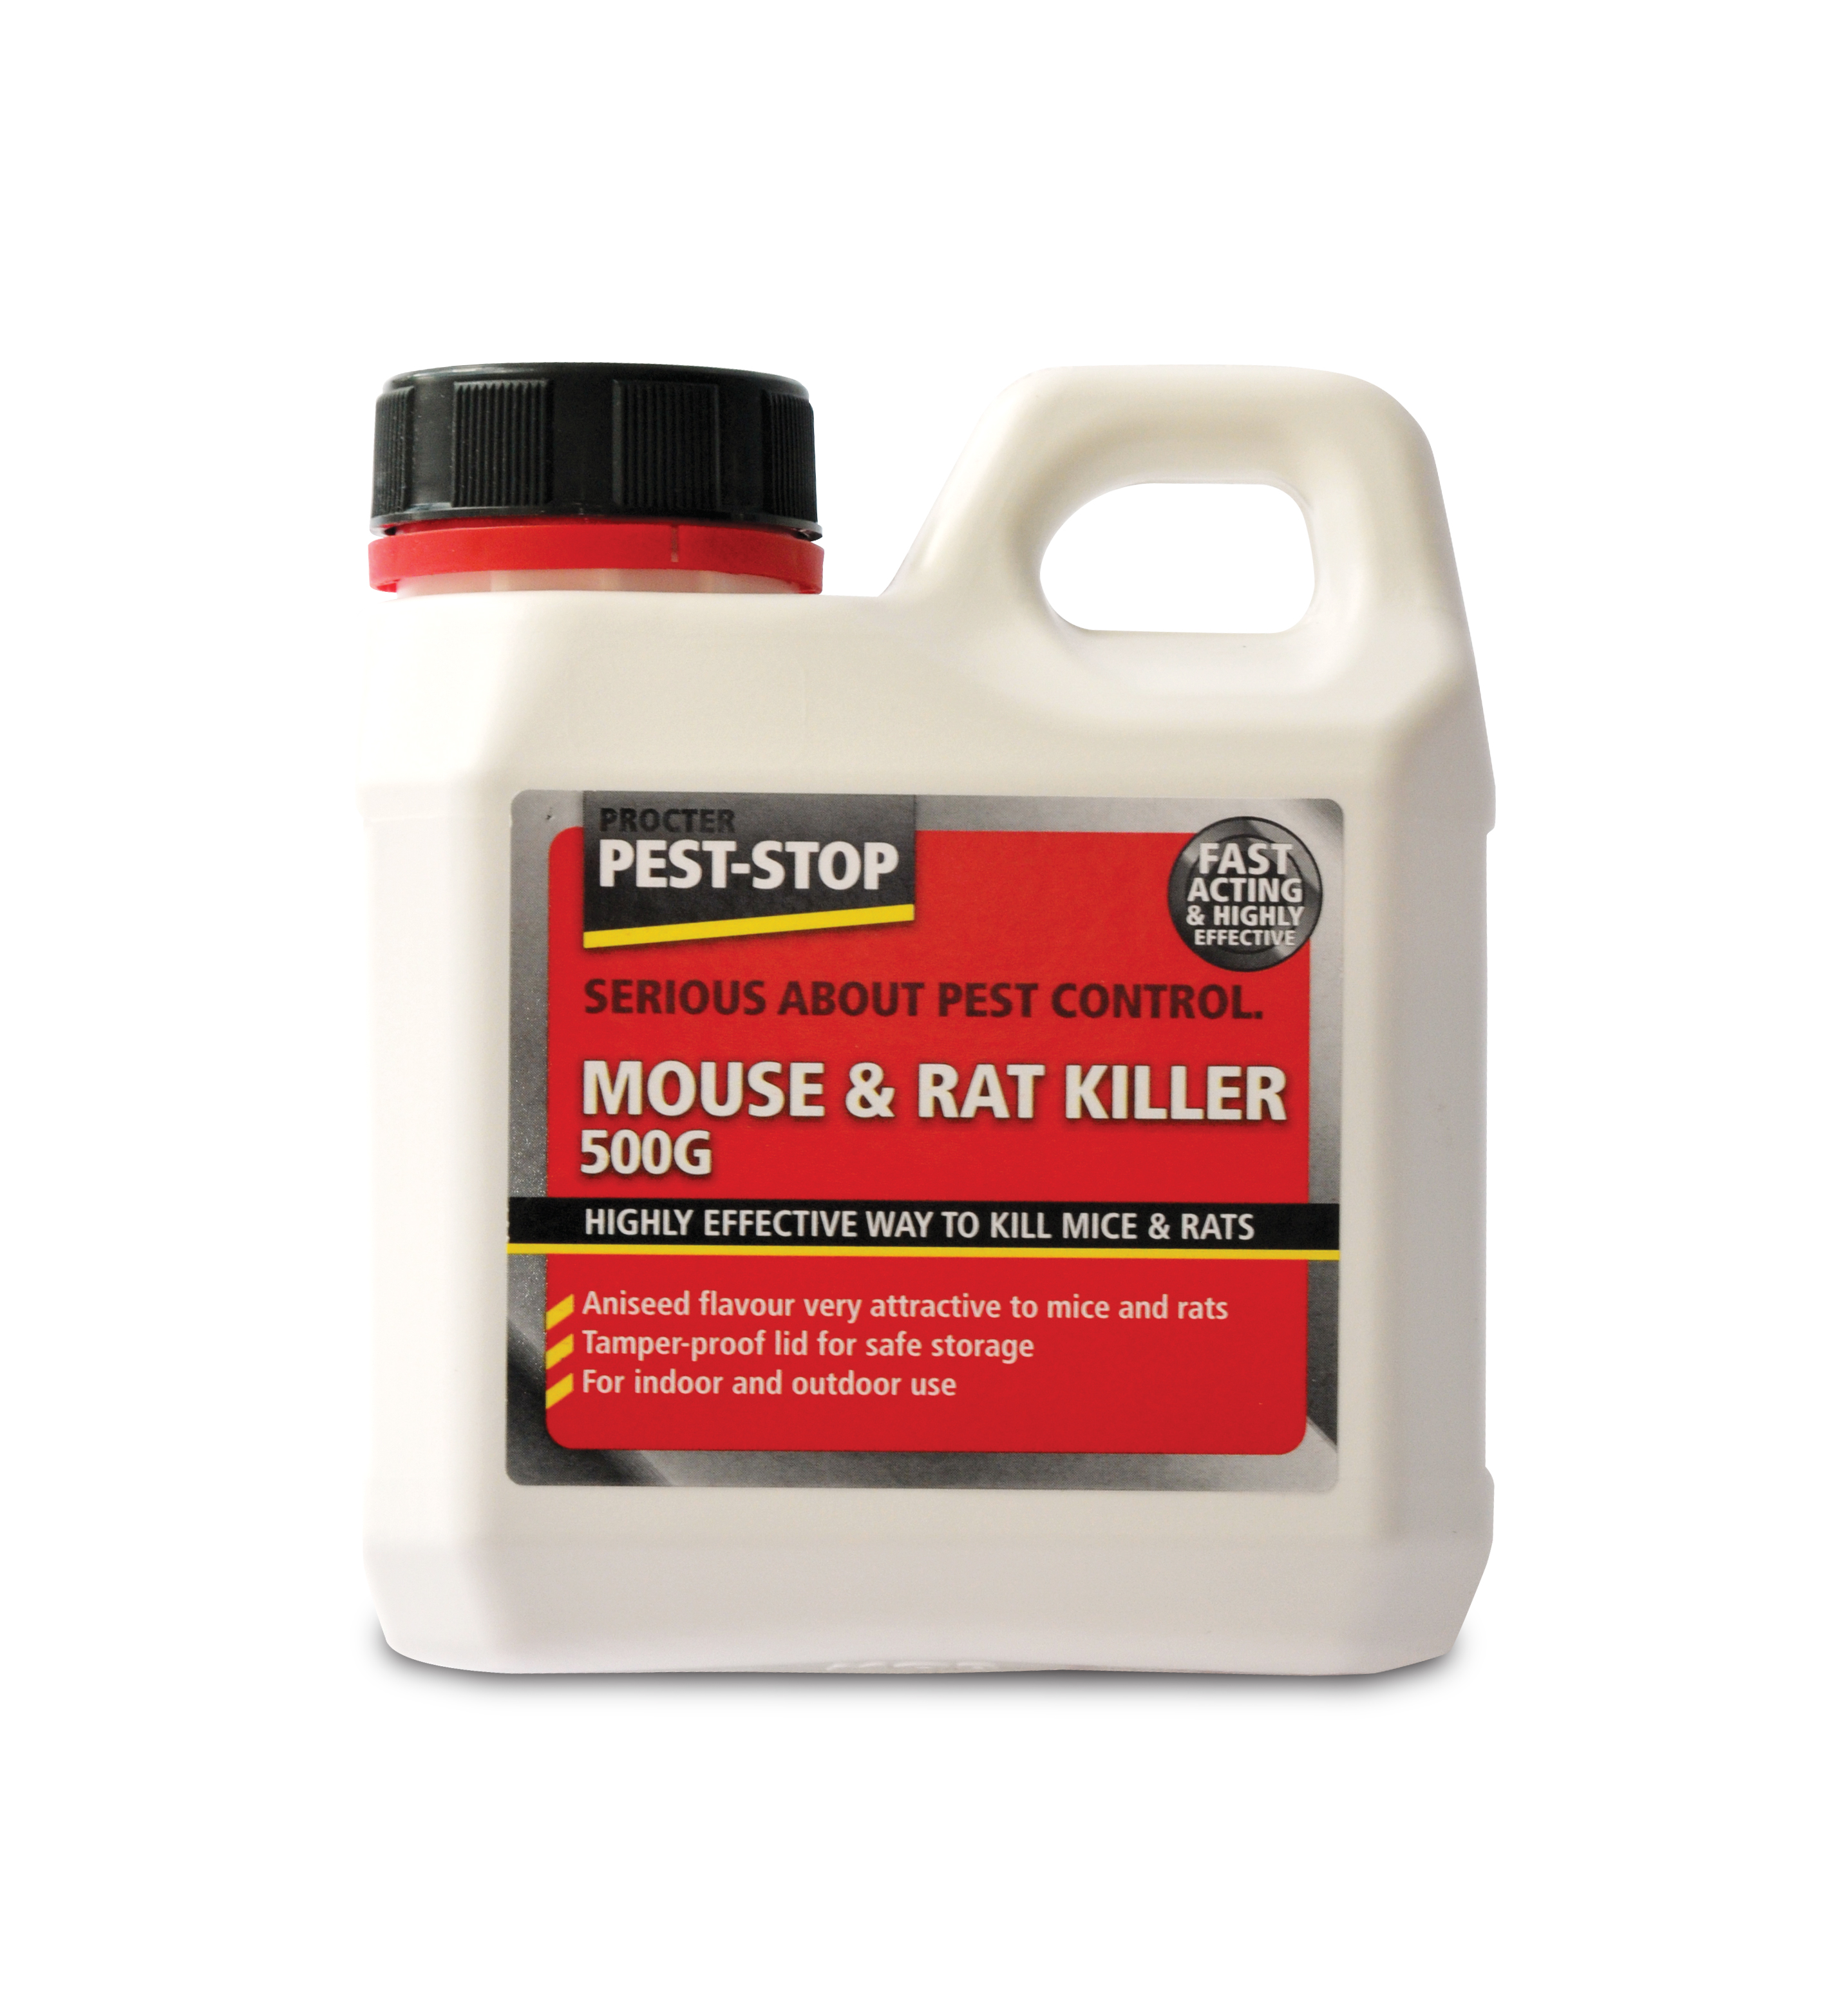 PROCTER
PEST-STOP
FAST
ACTING
& HIGHLY
EFFECTIVE
SERIOUS ABOUT PEST CONTROL.
MOUSE & RAT KILLER
500G
HIGHLY EFFECTIVE WAY TO KILL MICE & RATS
Aniseed flavour very attractive to mice and rats
Tamper-proof lid for safe storage
For indoor and outdoor use